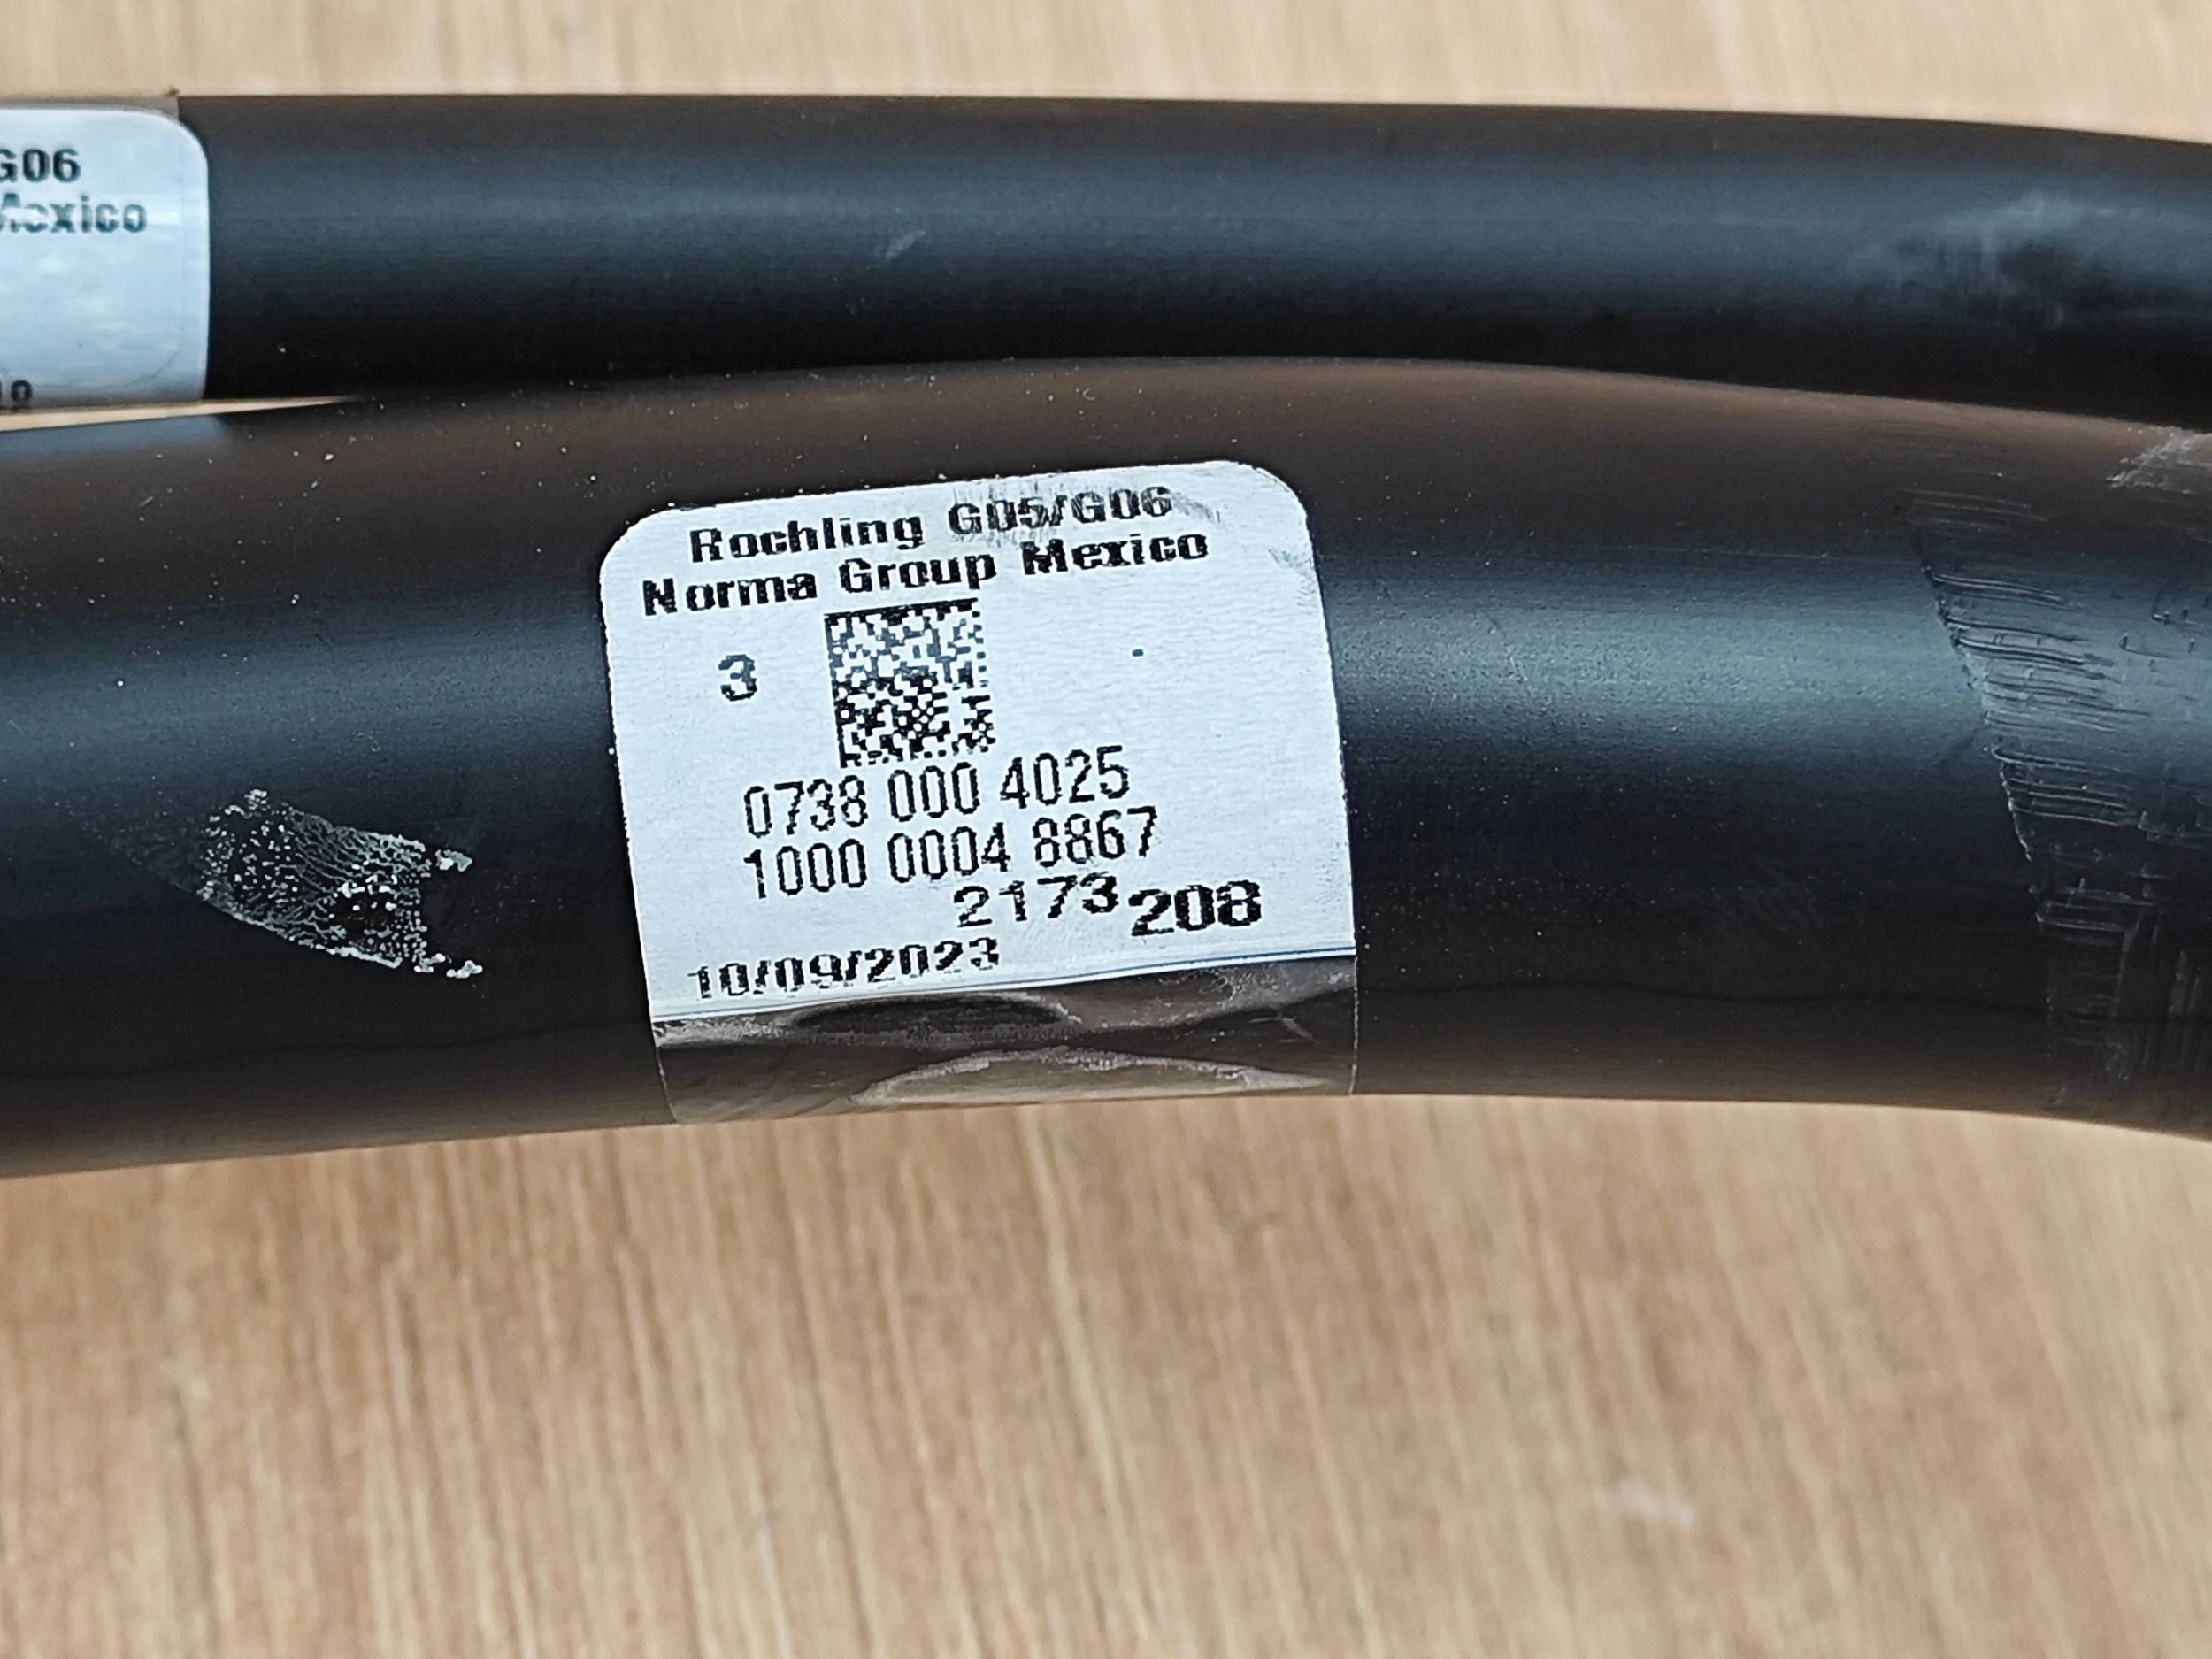 G06
Mexico
Rochling G05/G06
Norma Group Mexico
3
0738 000 4025
1000 0004 8867
2173 208
10/09/2023